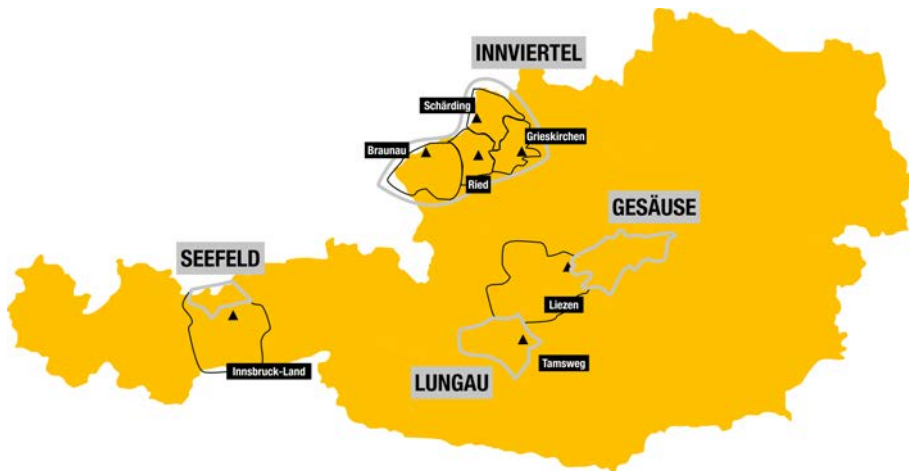 INNVIERTEL
Schärding
Grieskirchen
Braunau
Ried
GESÄUSE
SEEFELD
Liezen
Innsbruck-Land
Tamsweg
LUNGAU